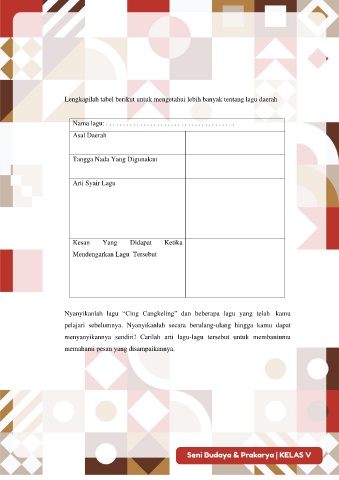 Lengkapilah tabel berikut untuk mengetahui lebih banyak tentang lagu daerah
Nama lagu: . . . . . . . . . . . . . . . . . . . . . . . . . . . . . . . . . . . . . .
Asal Daerah
Tangga Nada Yang Digunakan
Arti Syair Lagu
Kesan Yang Didapat Ketika
Mendengarkan Lagu Tersebut
Nyanyikanlah lagu “Cing Cangkeling” dan beberapa lagu yang telah kamu
pelajari sebelumnya. Nyanyikanlah secara berulang-ulang hingga kamu dapat
menyanyikannya sendiri! Carilah arti lagu-lagu tersebut untuk membantumu
memahami pesan yang disampaikannya.
Seni Budaya & Prakarya | KELAS V